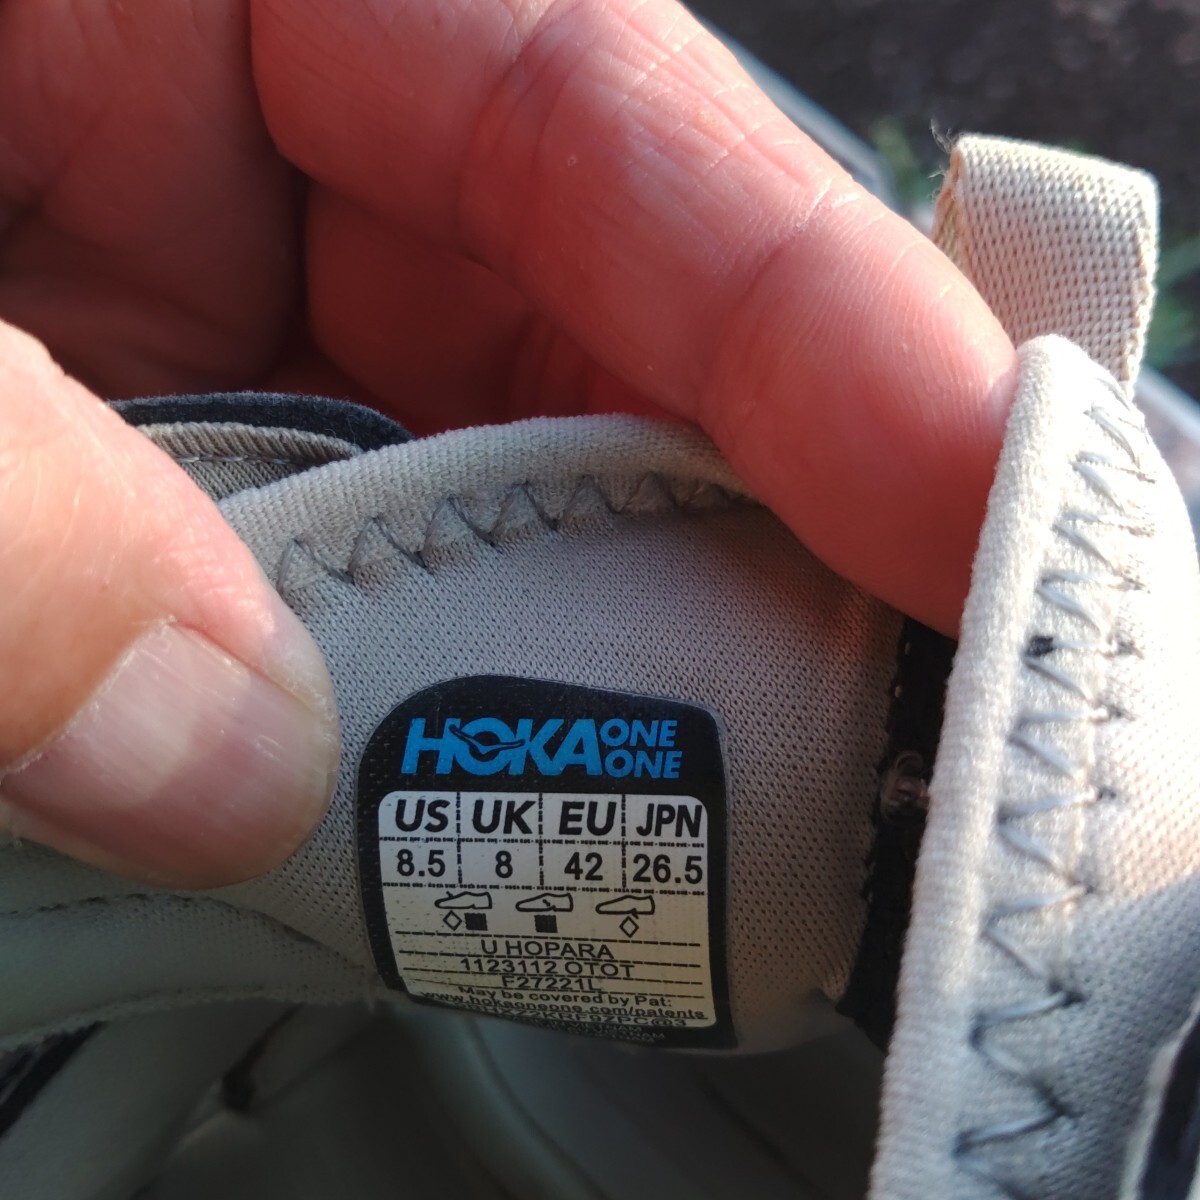 HOKA ONE ONE
US UK EU JPN
8.5 8 42 26.5
U HOPARA
1123112 OTOT
F27221L
May be covered by Pat:
www.hokaoneone.com/patents